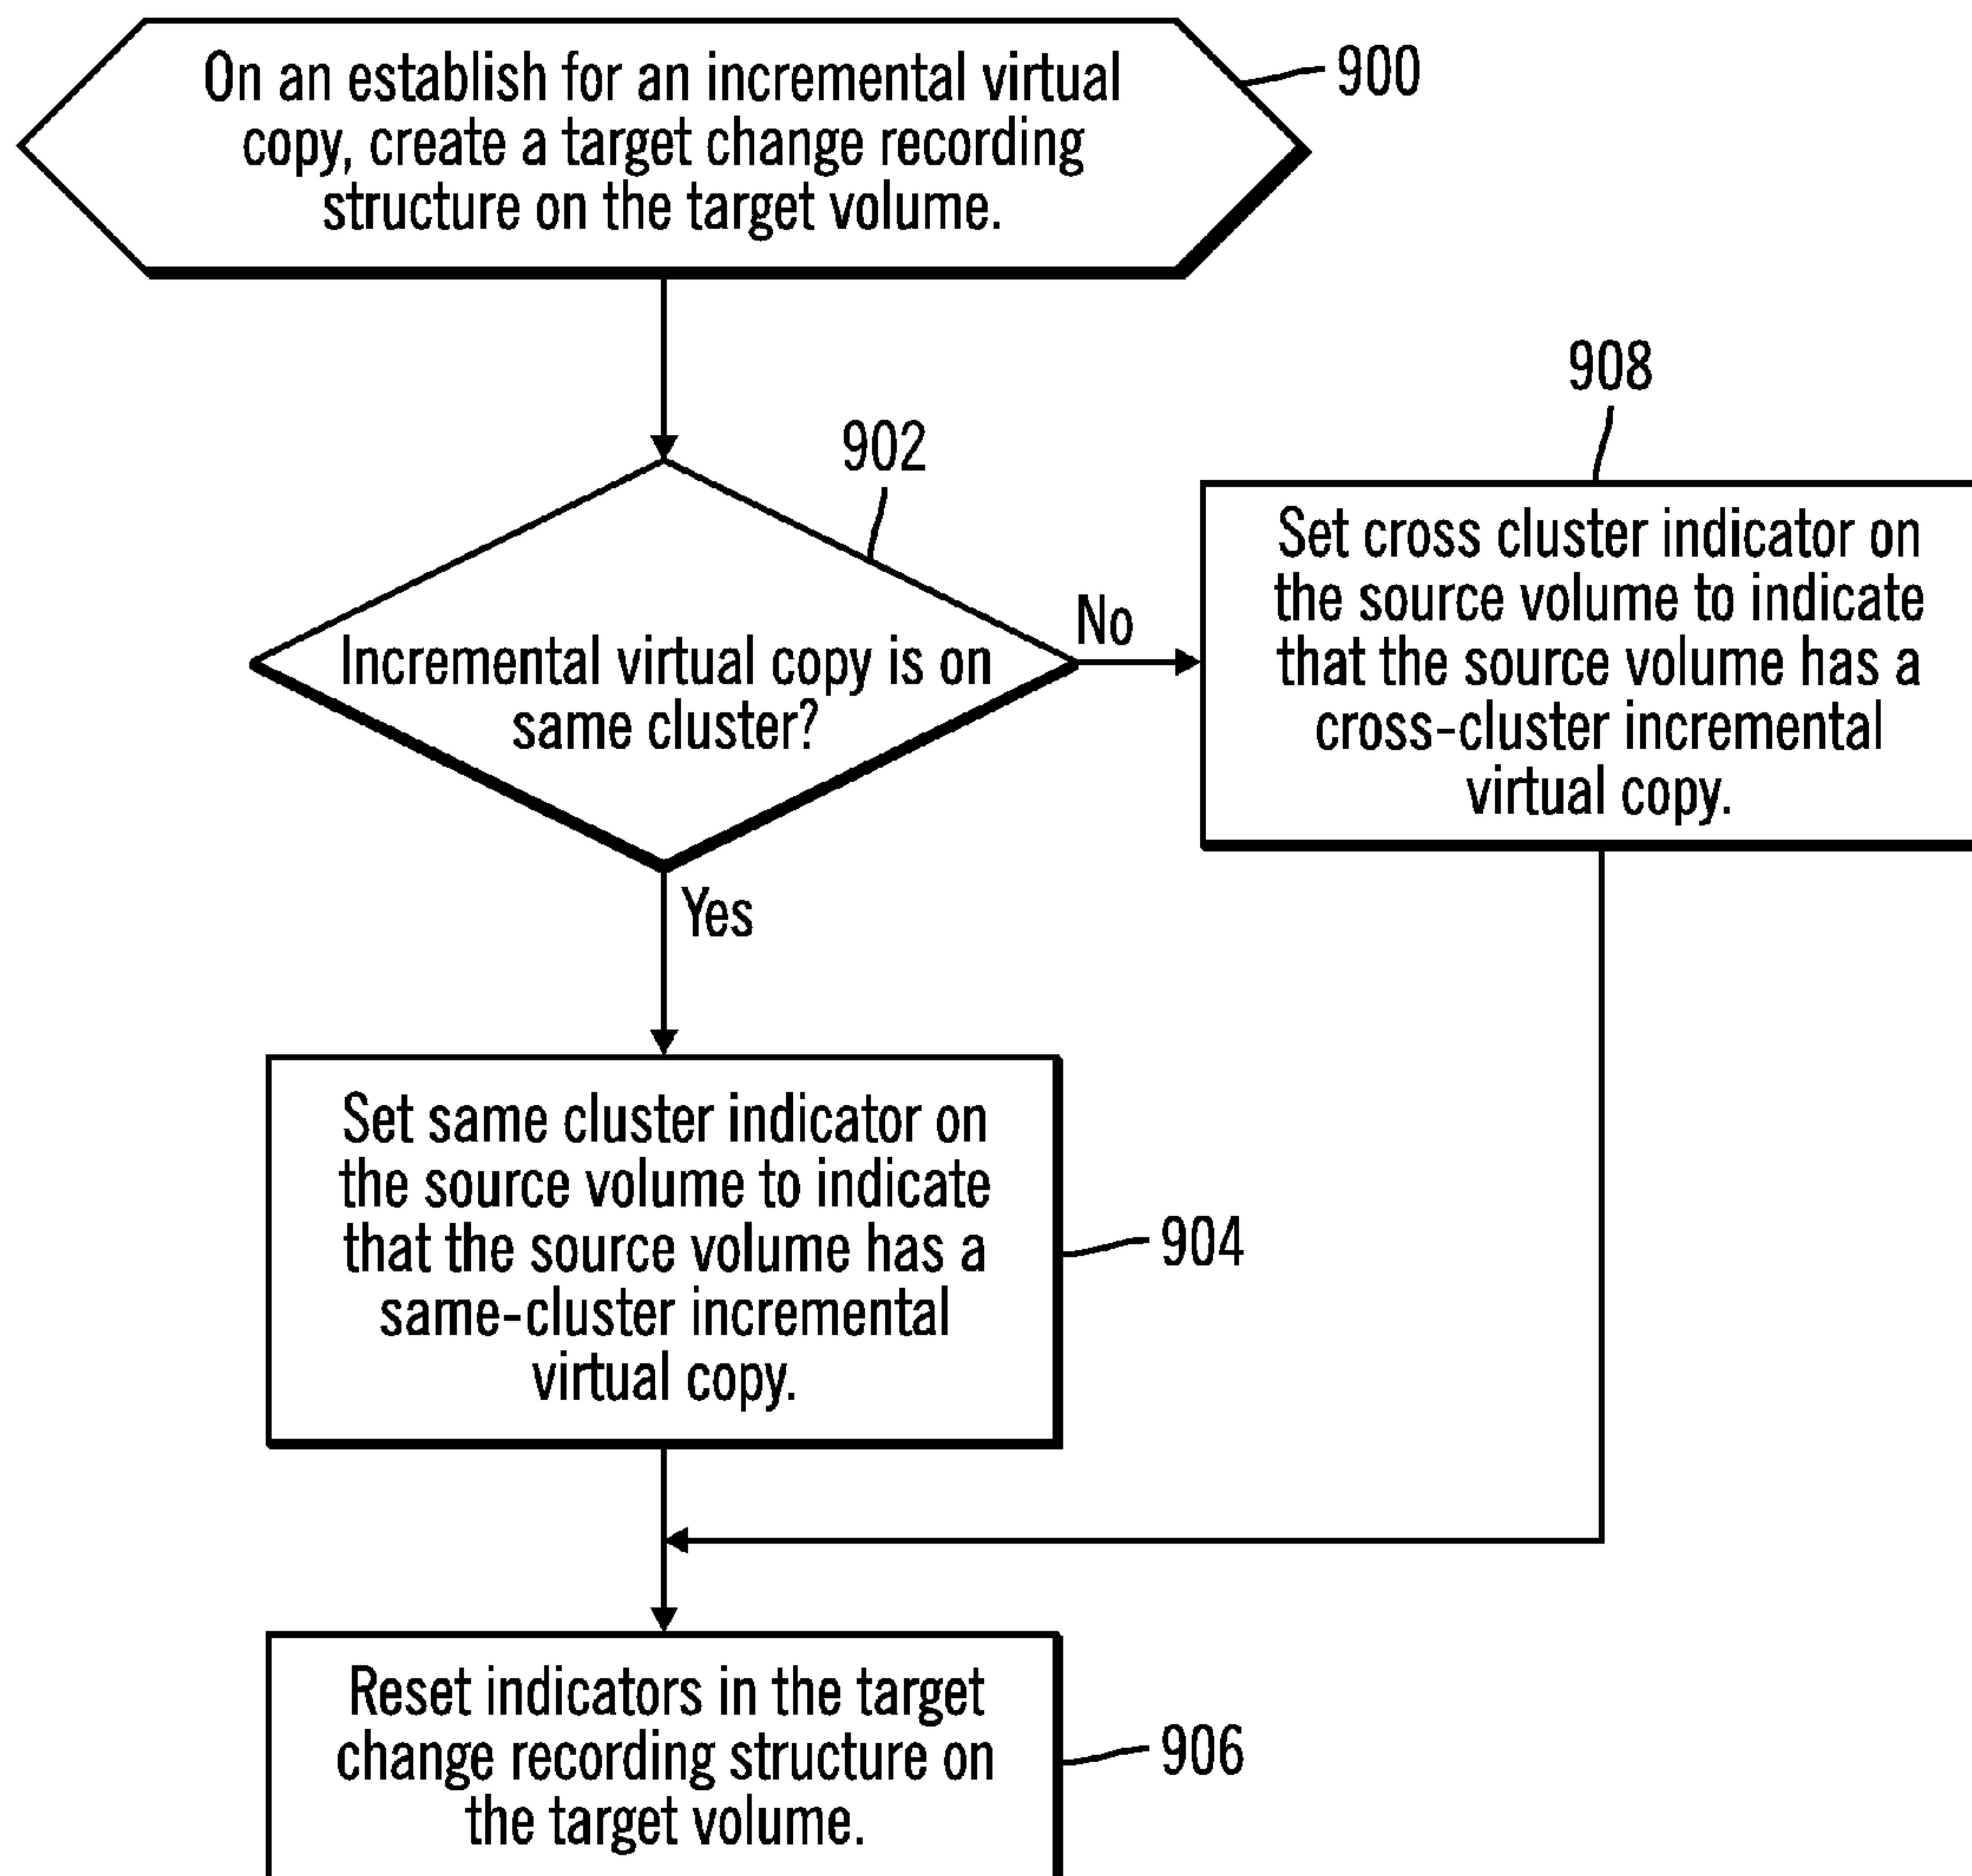 On an establish for an incremental virtual
copy, create a target change recording
structure on the target volume.
900
902
Incremental virtual copy is on
same cluster?
No
908
Set cross cluster indicator on
the source volume to indicate
that the source volume has a
cross-cluster incremental
virtual copy.
Yes
Set same cluster indicator on
the source volume to indicate
that the source volume has a
same-cluster incremental
virtual copy.
904
Reset indicators in the target
change recording structure on
the target volume.
906